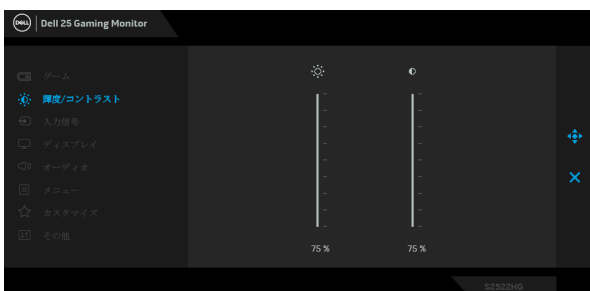 DELL
Dell 25 Gaming Monitor
ゲーム
輝度/コントラスト
入力信号
ディスプレイ
オーディオ
メニュー
カスタマイズ
その他
75 % 75 %
S2522HG